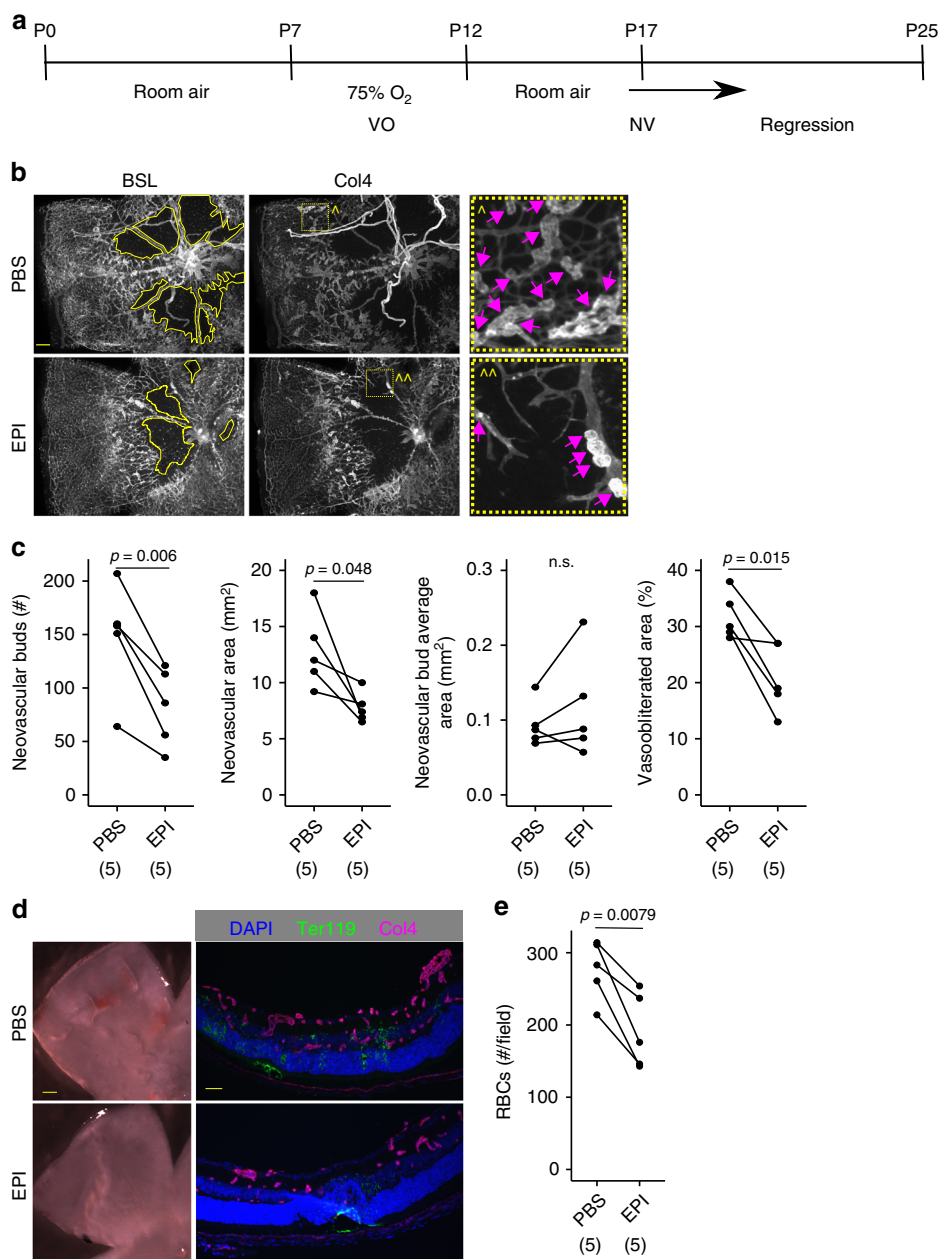 a
P0 P7 P12 P17 P25
Room air 75% O₂ Room air
VO NV Regression
b
BSL Col4
PBS
^ ^
EPI
^^ ^^
c
p = 0.006 p = 0.048 n.s. p = 0.015
Neovascular buds (#)
200
150
100
50
0
PBS EPI
(5) (5)
Neovascular area (mm²)
20
15
10
5
0
PBS EPI
(5) (5)
Neovascular bud average
area (mm²)
0.3
0.2
0.1
0.0
PBS EPI
(5) (5)
Vasoobliterated area (%)
40
30
20
10
0
PBS EPI
(5) (5)
d
DAPI Ter119 Col4
PBS
EPI
e
p = 0.0079
RBCs (#/field)
300
200
100
0
PBS EPI
(5) (5)